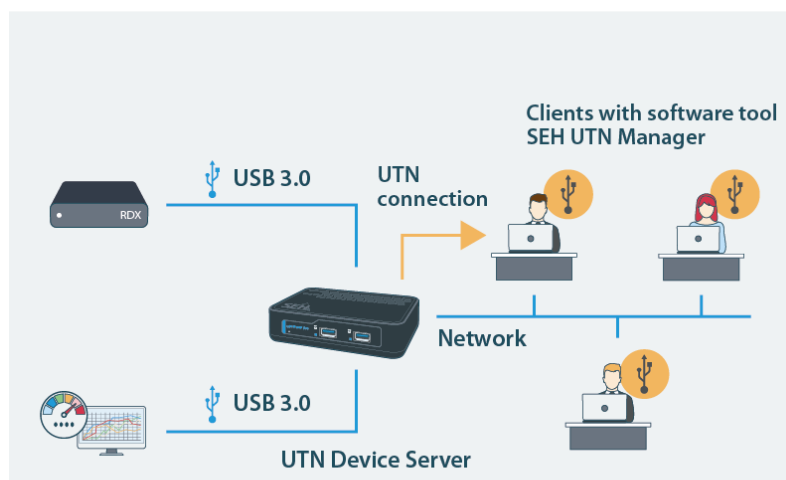 Clients with software tool
SEH UTN Manager
USB 3.0
UTN
connection
RDX
SEH
Network
USB 3.0
UTN Device Server